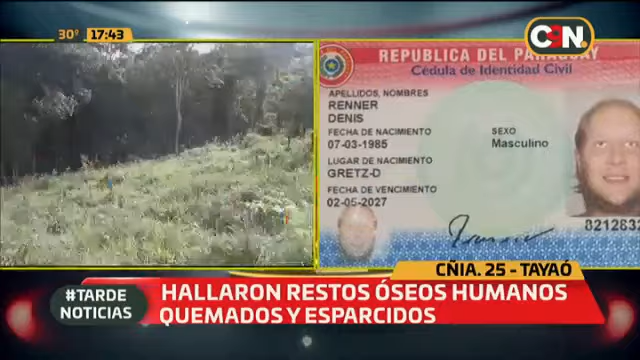 30º 17:43
C9N.
REPUBLICA DEL PARAGUAY
Cédula de Identidad Civil
APELLIDOS, NOMBRES
RENNER
DENIS
FECHA DE NACIMIENTO
07-03-1985
SEXO
Masculino
LUGAR DE NACIMIENTO
GRETZ-D
FECHA DE VENCIMIENTO
02-05-2027
CÑIA. 25 - TAYAÓ
#TARDE
NOTICIAS
HALLARON RESTOS ÓSEOS HUMANOS
QUEMADOS Y ESPARCIDOS